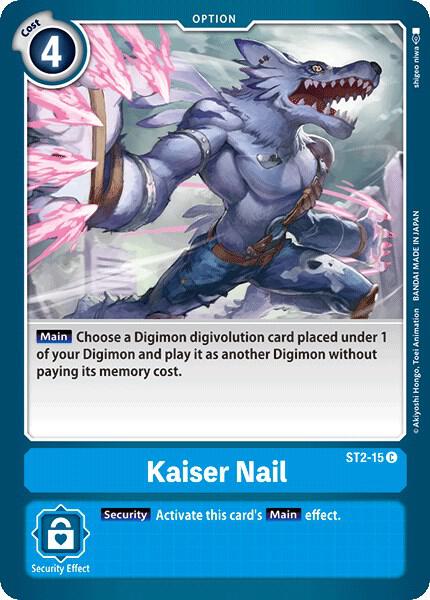 OPTION
Cost
4
shigeo niwa
Main Choose a Digimon digivolution card placed under 1
of your Digimon and play it as another Digimon without
paying its memory cost.
©Akiyoshi Hongo, Toei Animation BANDAI MADE IN JAPAN
ST2-15 C
Kaiser Nail
Security Activate this card's Main effect.
Security Effect